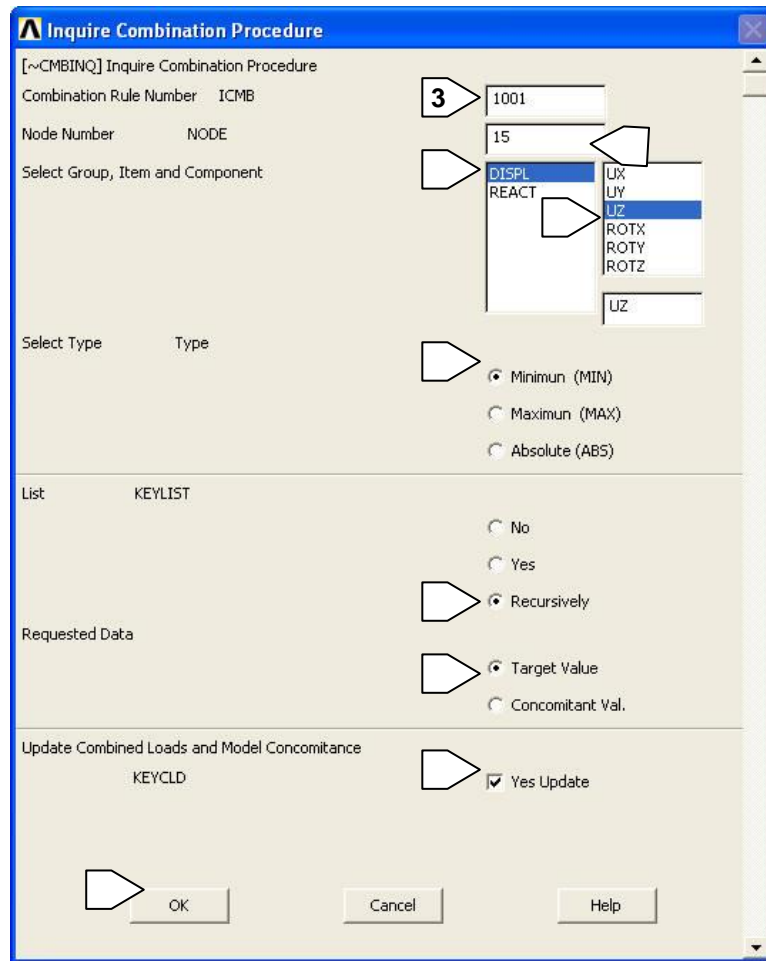 Inquire Combination Procedure
[~CMBINQ] Inquire Combination Procedure
Combination Rule Number ICMB 3 1001
Node Number NODE 15
Select Group, Item and Component DISPL UX
REACT UY
UZ
ROTX
ROTY
ROTZ
UZ
Select Type Type
Minimun (MIN)
Maximun (MAX)
Absolute (ABS)
List KEYLIST
No
Yes
Recursively
Requested Data
Target Value
Concomitant Val.
Update Combined Loads and Model Concomitance
KEYCLD Yes Update
OK Cancel Help